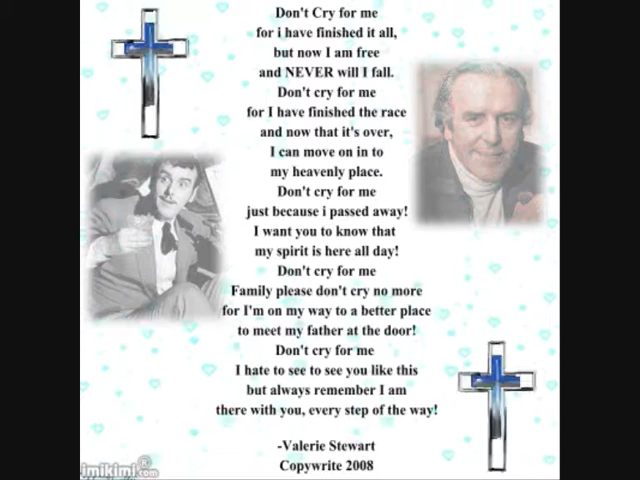 Don't Cry for me
for i have finished it all,
but now I am free
and NEVER will I fall.
Don't cry for me
for I have finished the race
and now that it's over,
I can move on in to
my heavenly place.
Don't cry for me
just because i passed away!
I want you to know that
my spirit is here all day!
Don't cry for me
Family please don't cry no more
for I'm on my way to a better place
to meet my father at the door!
Don't cry for me
I hate to see to see you like this
but always remember I am
there with you, every step of the way!
-Valerie Stewart
Copywrite 2008
imikimi®.com